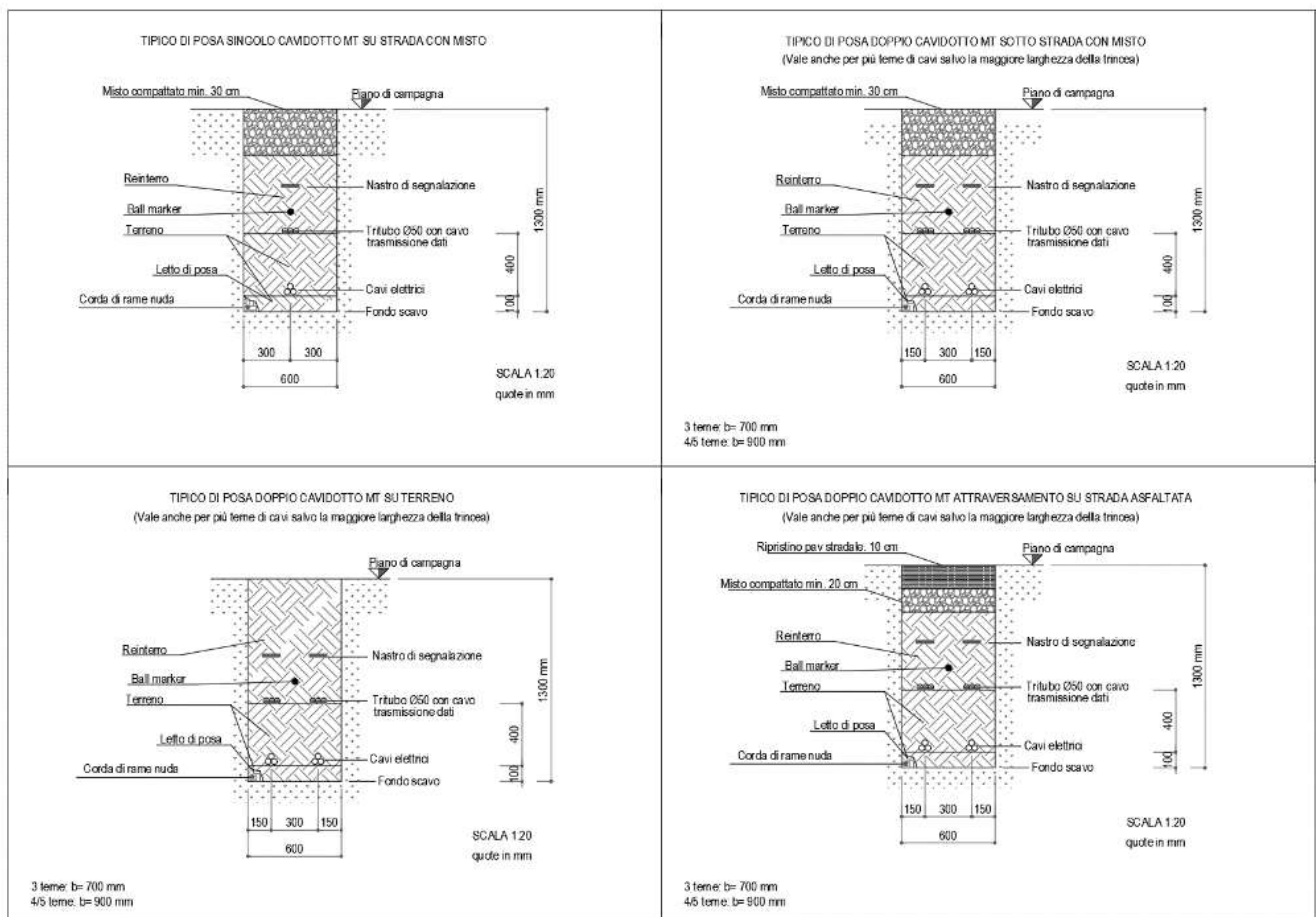 TIPICO DI POSA SINGOLO CAVIDOTTO MT SU STRADA CON MISTO
Misto compattato min. 30 cm
Piano di campagna
Reinterro
Nastro di segnalazione
Ball marker
Terreno
Tritubo Ø50 con cavo
trasmissione dati
Letto di posa
Cavi elettrici
Corda di rame nuda
Fondo scavo
300
300
600
SCALA 1:20
quote in mm
TIPICO DI POSA DOPPIO CAVIDOTTO MT SOTTO STRADA CON MISTO
(Vale anche per più terne di cavi salvo la maggiore larghezza della trincea)
Misto compattato min. 30 cm
Piano di campagna
Reinterro
Nastro di segnalazione
Ball marker
Terreno
Tritubo Ø50 con cavo
trasmissione dati
Letto di posa
Cavi elettrici
Corda di rame nuda
Fondo scavo
1300 mm
400
100
150
300
150
600
SCALA 1:20
quote in mm
3 terne: b= 700 mm
4/5 terne: b= 900 mm
1300 mm
400
100
TIPICO DI POSA DOPPIO CAVIDOTTO MT SU TERRENO
(Vale anche per più terne di cavi salvo la maggiore larghezza della trincea)
Piano di campagna
Reinterro
Nastro di segnalazione
Ball marker
Terreno
Tritubo Ø50 con cavo
trasmissione dati
Letto di posa
Cavi elettrici
Corda di rame nuda
Fondo scavo
1300 mm
400
100
150
300
150
600
SCALA 1:20
quote in mm
3 terne: b= 700 mm
4/5 terne: b= 900 mm
TIPICO DI POSA DOPPIO CAVIDOTTO MT ATTRAVERSAMENTO SU STRADA ASFALTATA
(Vale anche per più terne di cavi salvo la maggiore larghezza della trincea)
Ripristino pav stradale. 10 cm
Piano di campagna
Misto compattato min. 20 cm
Reinterro
Nastro di segnalazione
Ball marker
Terreno
Tritubo Ø50 con cavo
trasmissione dati
Letto di posa
Cavi elettrici
Corda di rame nuda
Fondo scavo
1300 mm
400
100
150
300
150
600
SCALA 1:20
quote in mm
3 terne: b= 700 mm
4/5 terne: b= 900 mm